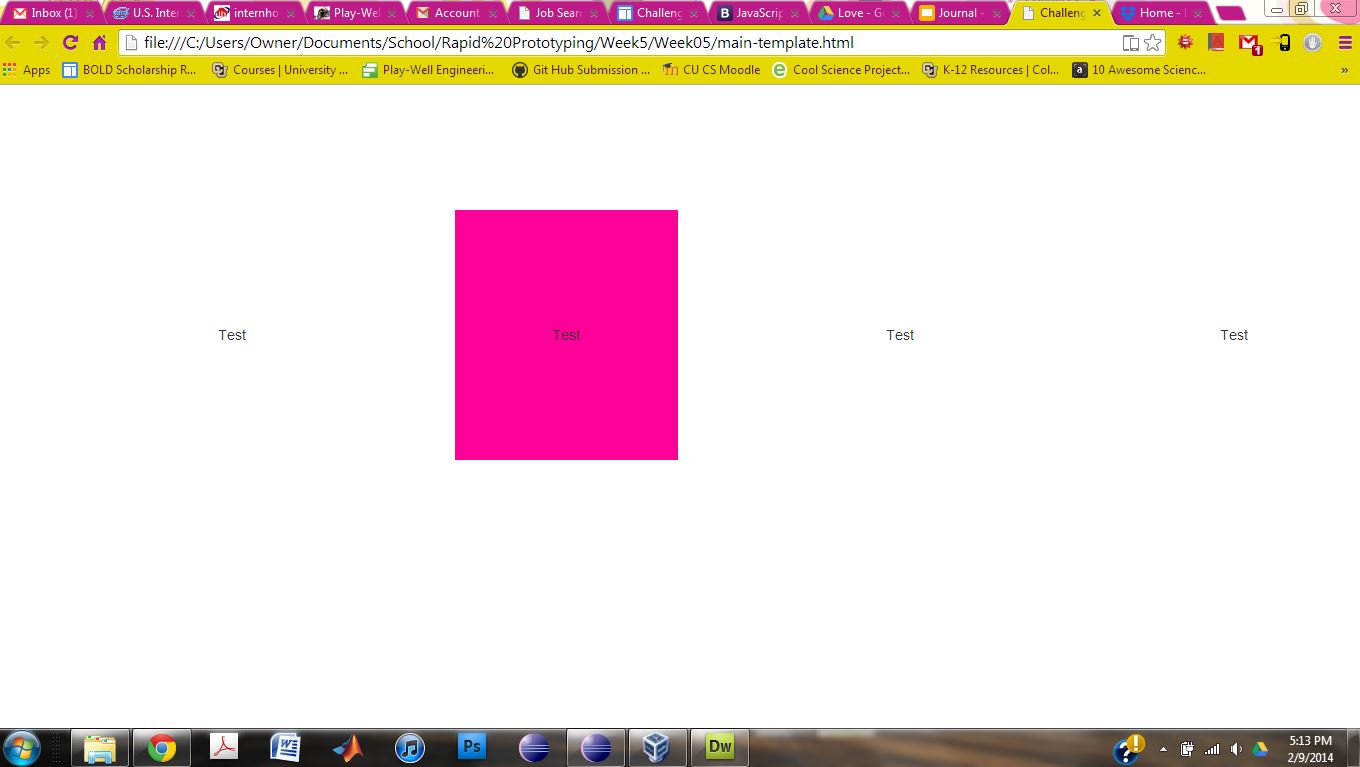 Inbox (1) U.S. Inter internho Play-Wel Account Job Sear Challeng JavaScrip Love - G Journal - Challeng Home -
file:///C:/Users/Owner/Documents/School/Rapid%20Prototyping/Week5/Week05/main-template.html 1
Apps BOLD Scholarship R... Courses | University ... Play-Well Engineeri... Git Hub Submission ... CU CS Moodle Cool Science Project... K-12 Resources | Col... a 10 Awesome Scienc... »
Test Test Test Test
Ps Dw
5:13 PM
2/9/2014